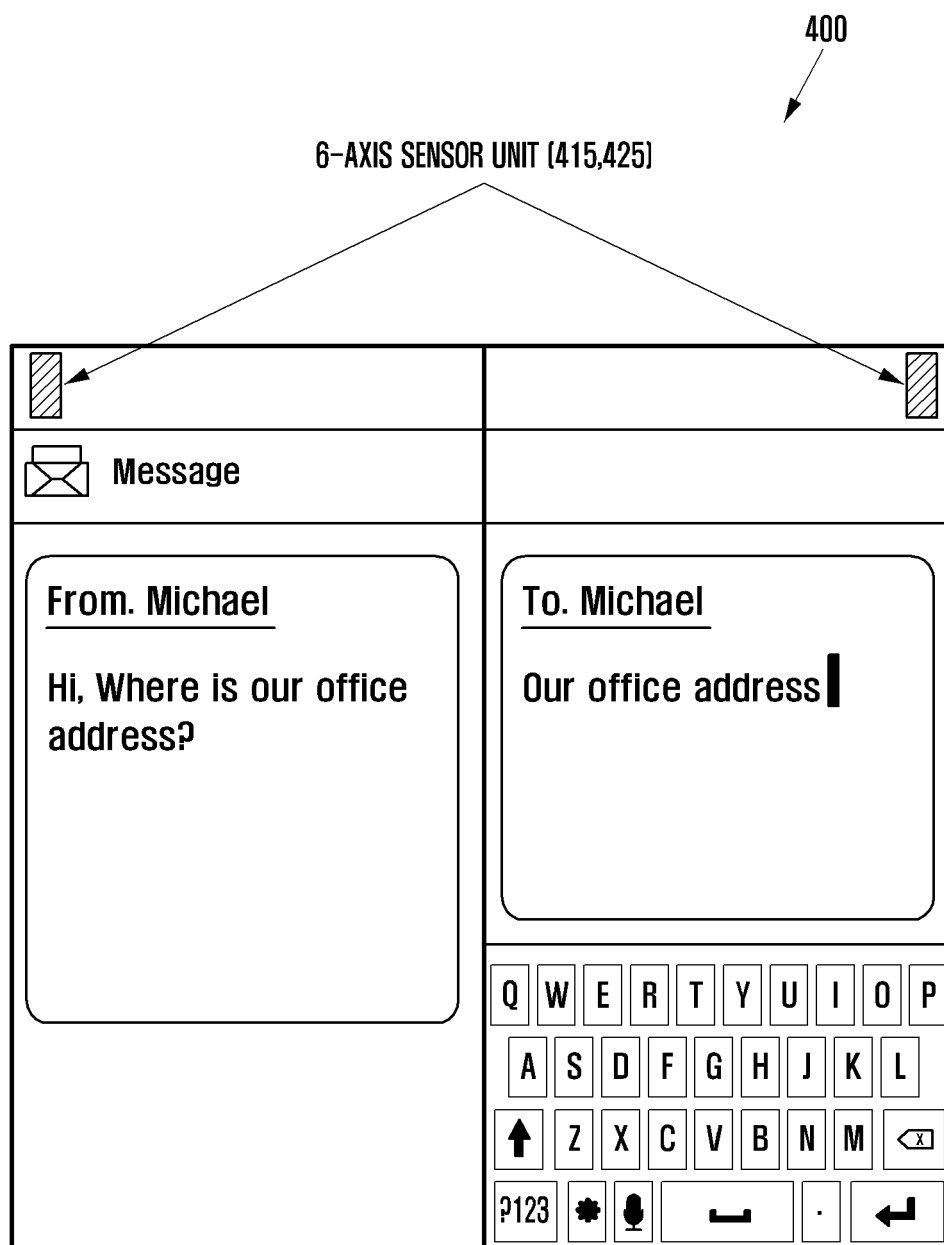 400
6-AXIS SENSOR UNIT (415,425)
Message
From. Michael
Hi, Where is our office
address?
To. Michael
Our office address
Q W E R T Y U I O P
A S D F G H J K L
Z X C V B N M X
?123 .